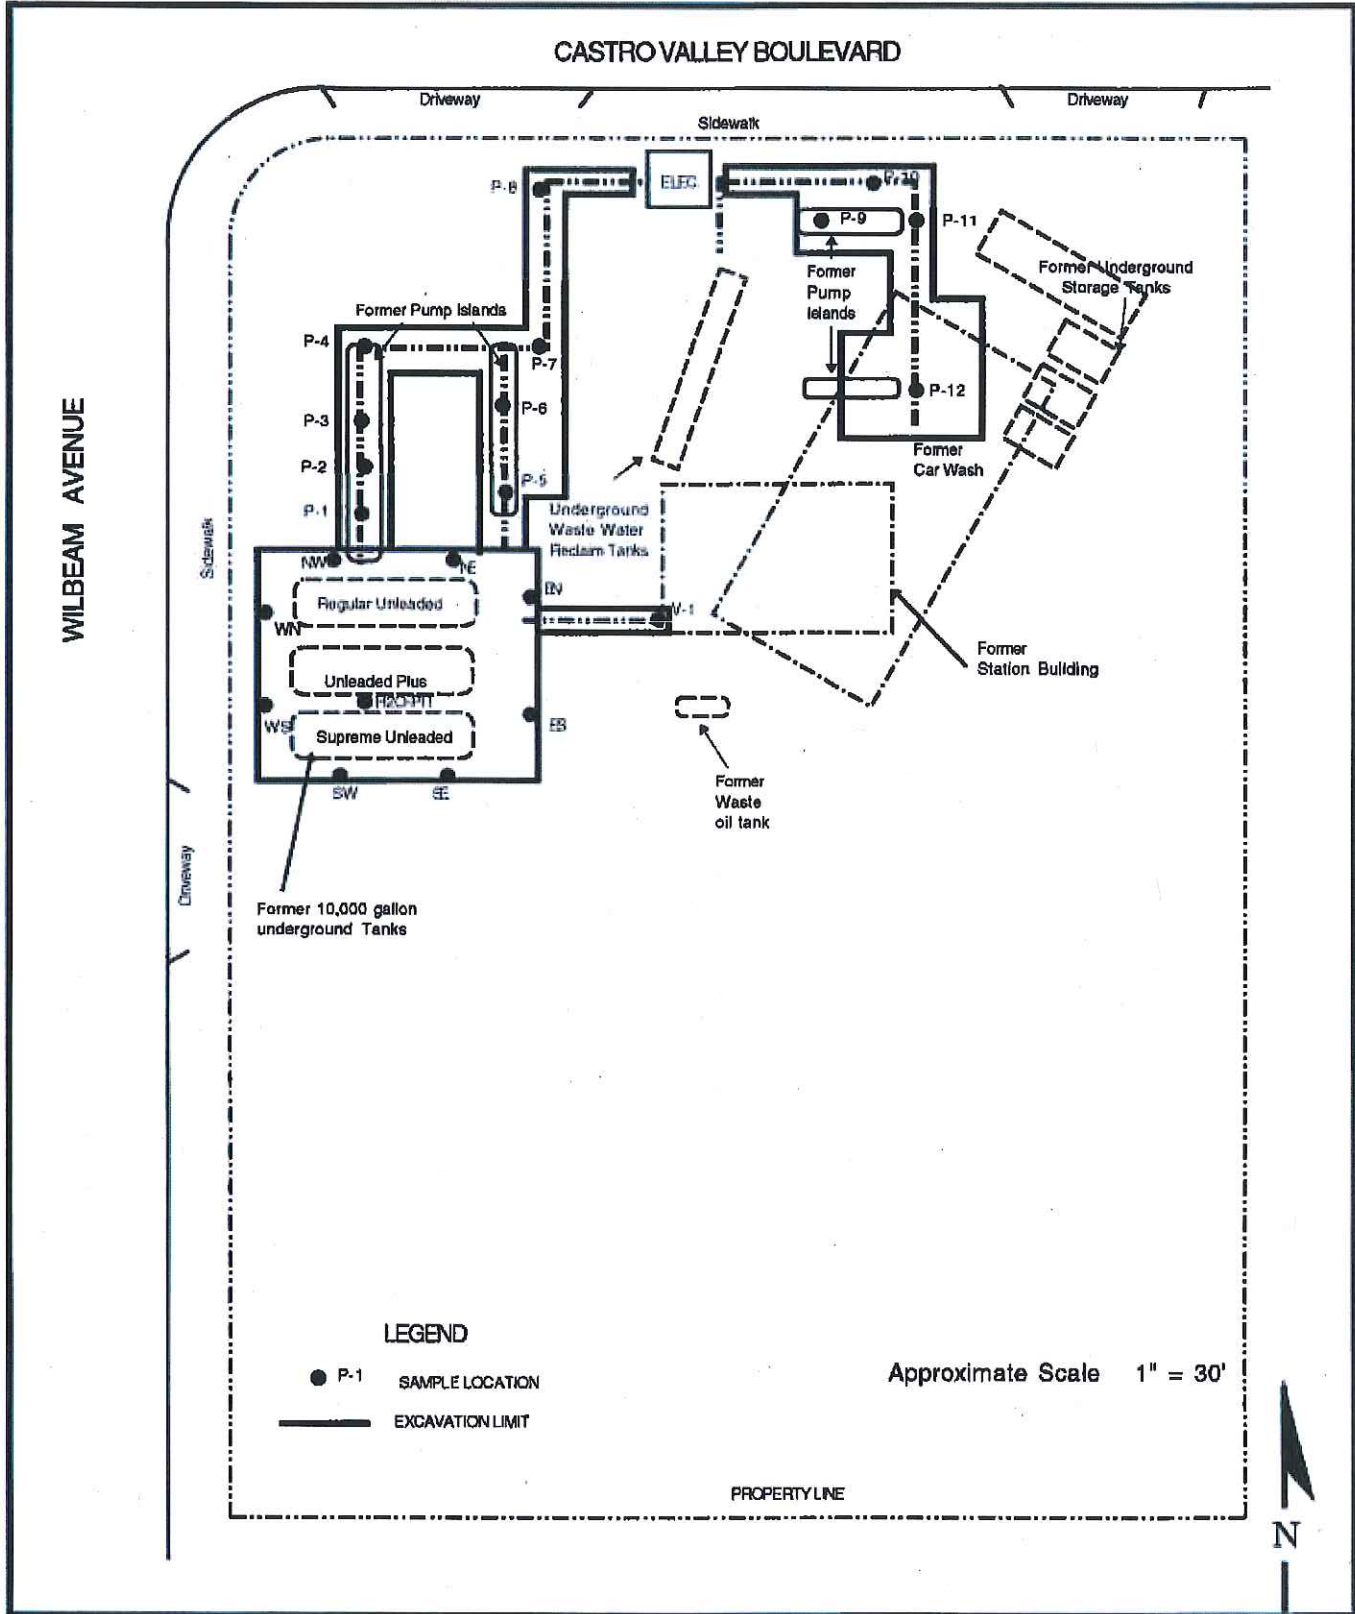 CASTRO VALLEY BOULEVARD
Driveway
Driveway
Sidewalk
P-8
ELEC
P-10
P-9
P-11
Former Underground
Storage Tanks
Former
Pump
Islands
Former Pump Islands
P-4
P-7
P-3
P-6
P-12
WILBEAM AVENUE
Former
Car Wash
P-2
P-5
P-1
Underground
Waste Water
Reclaim Tanks
Sidewalk
NW
NE
EN
Regular Unleaded
V-1
WN
Former
Station Building
Unleaded Plus
H2O-PIT
WS
ES
Supreme Unleaded
SW
SE
Former
Waste
oil tank
Driveway
Former 10,000 gallon
underground Tanks
LEGEND
P-1
SAMPLE LOCATION
Approximate Scale 1" = 30'
EXCAVATION LIMIT
PROPERTY LINE
N